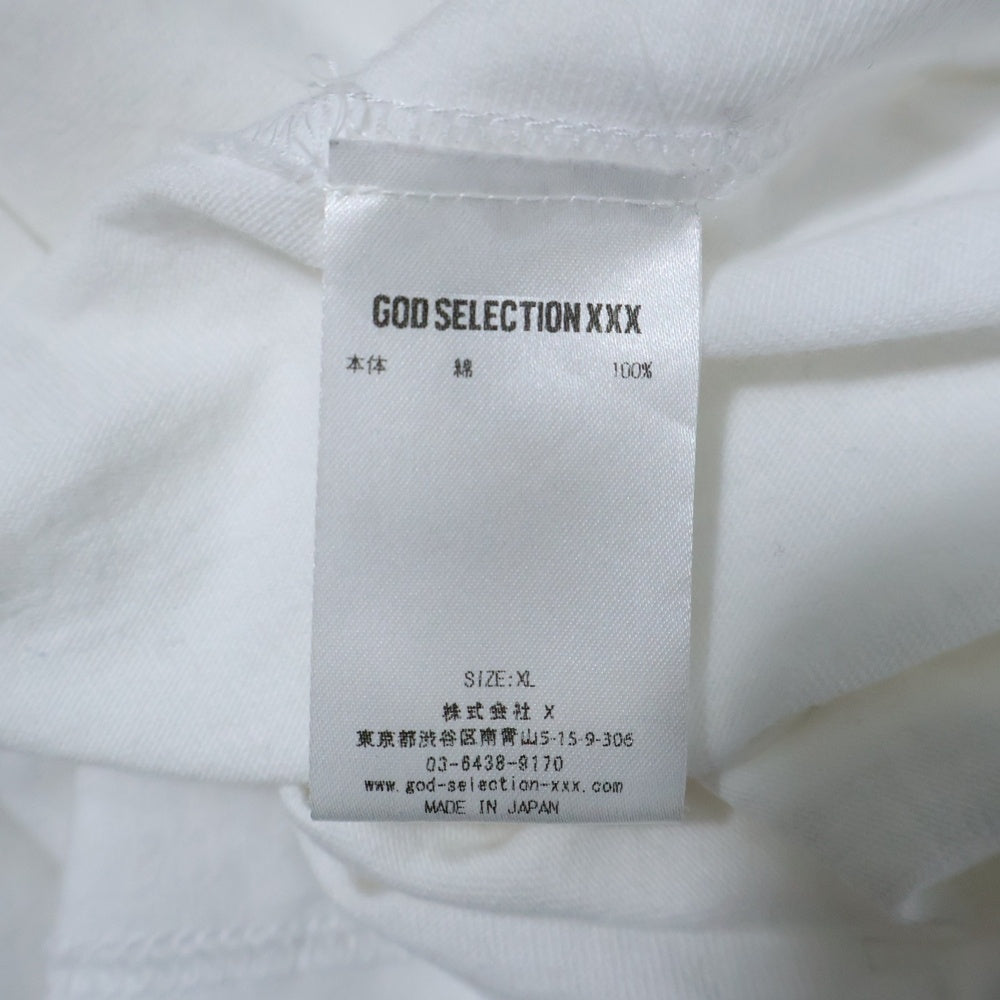 GOD SELECTION XXX
本体 綿 100%
SIZE:XL
株式会社 X
東京都渋谷区南青山5-15-9-306
03-6438-9170
www.god-selection-xxx.com
MADE IN JAPAN